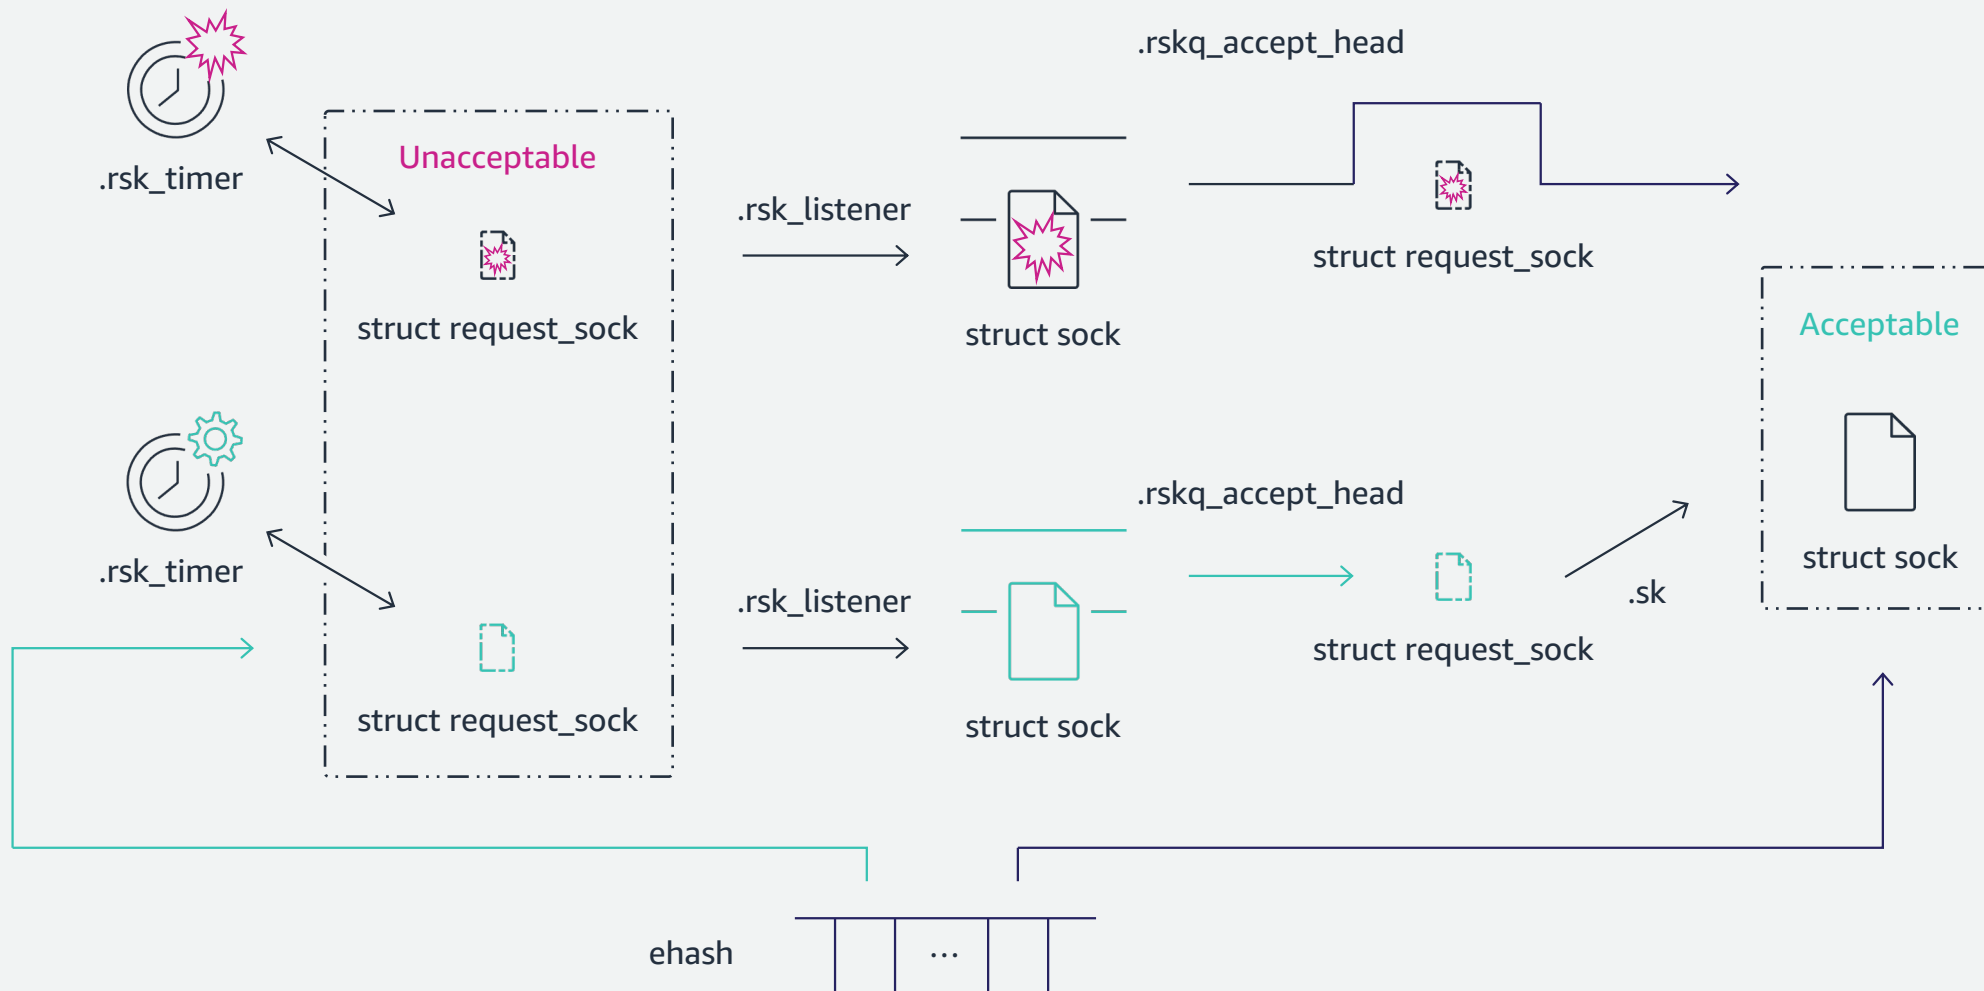 .rskq_accept_head
.rsk_timer
Unacceptable
.rsk_listener
struct request_sock
struct request_sock
struct sock
Acceptable
.rskq_accept_head
.rsk_timer
.rsk_listener
.sk
struct sock
struct request_sock
struct request_sock
struct sock
ehash
...